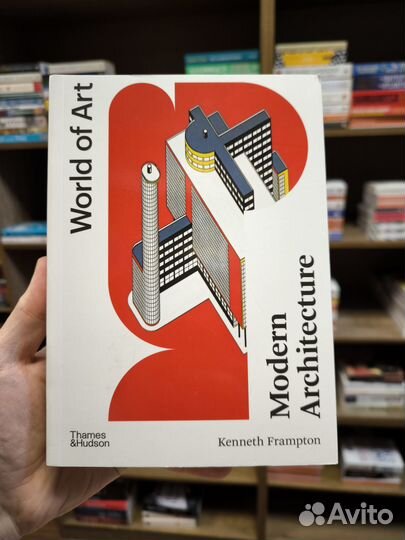 World of Art
Modern
Architecture
Thames
&Hudson
Kenneth Frampton
Avito